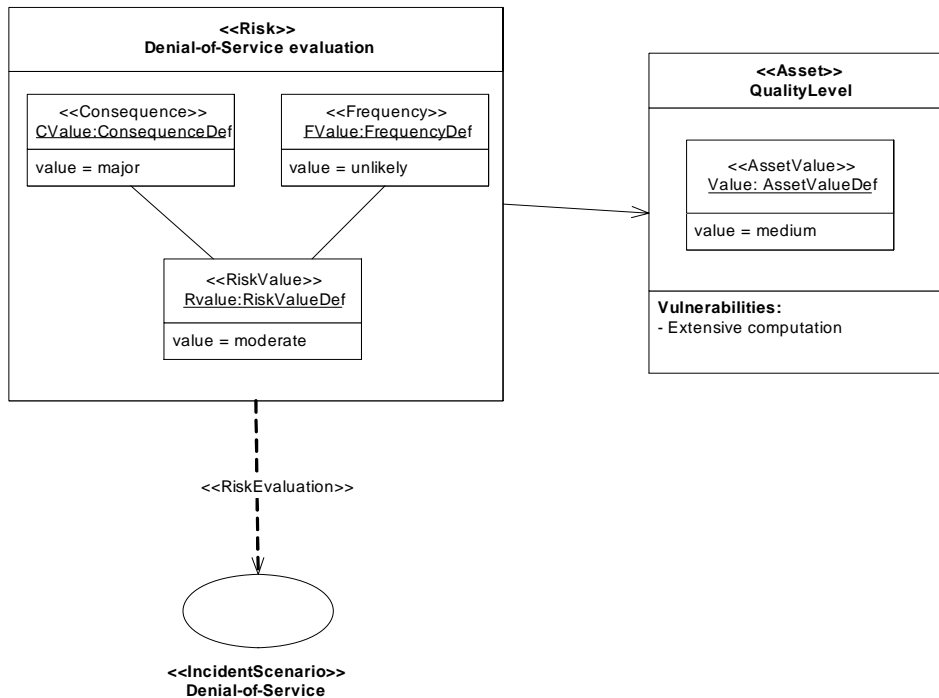 <<Risk>>
Denial-of-Service evaluation
<<Consequence>>
CValue:ConsequenceDef
value = major
<<Frequency>>
FValue:FrequencyDef
value = unlikely
<<RiskValue>>
Rvalue:RiskValueDef
value = moderate
<<Asset>>
QualityLevel
<<AssetValue>>
Value: AssetValueDef
value = medium
Vulnerabilities:
- Extensive computation
<<RiskEvaluation>>
<<IncidentScenario>>
Denial-of-Service